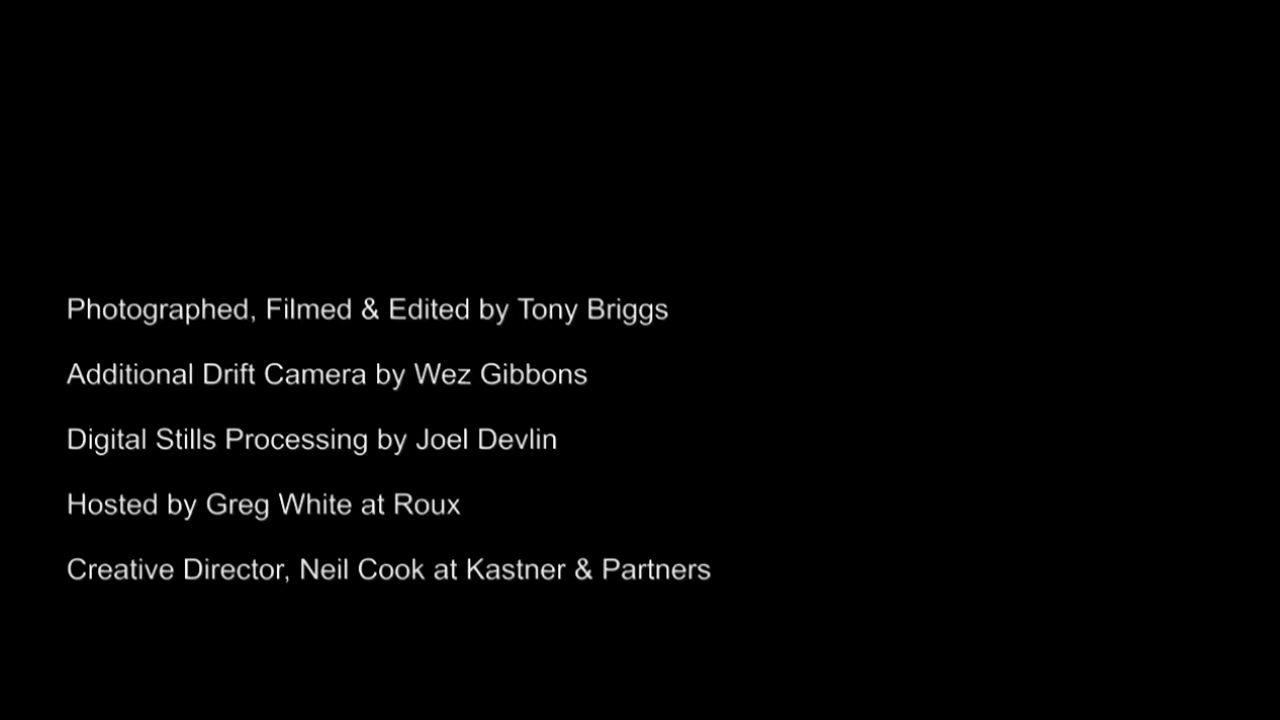 Photographed, Filmed & Edited by Tony Briggs
Additional Drift Camera by Wez Gibbons
Digital Stills Processing by Joel Devlin
Hosted by Greg White at Roux
Creative Director, Neil Cook at Kastner & Partners